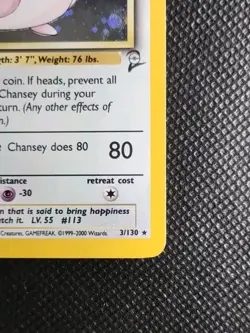 gth: 3' 7", Weight: 76 lbs.
2
coin. If heads, prevent all
Chansey during your
turn. (Any other effects of
n.)
Chansey does 80 80
istance retreat cost
-30
n that is said to bring happiness
tch it. LV. 55 #113
Creatures, GAMEFREAK. ©1999-2000 Wizards. 3/130 ★